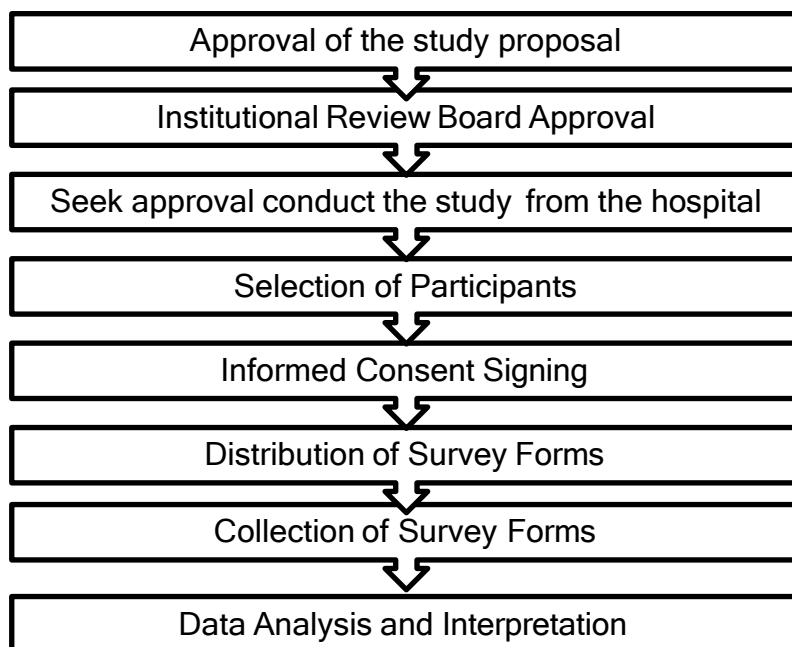 Approval of the study proposal
Institutional Review Board Approval
Seek approval conduct the study from the hospital
Selection of Participants
Informed Consent Signing
Distribution of Survey Forms
Collection of Survey Forms
Data Analysis and Interpretation